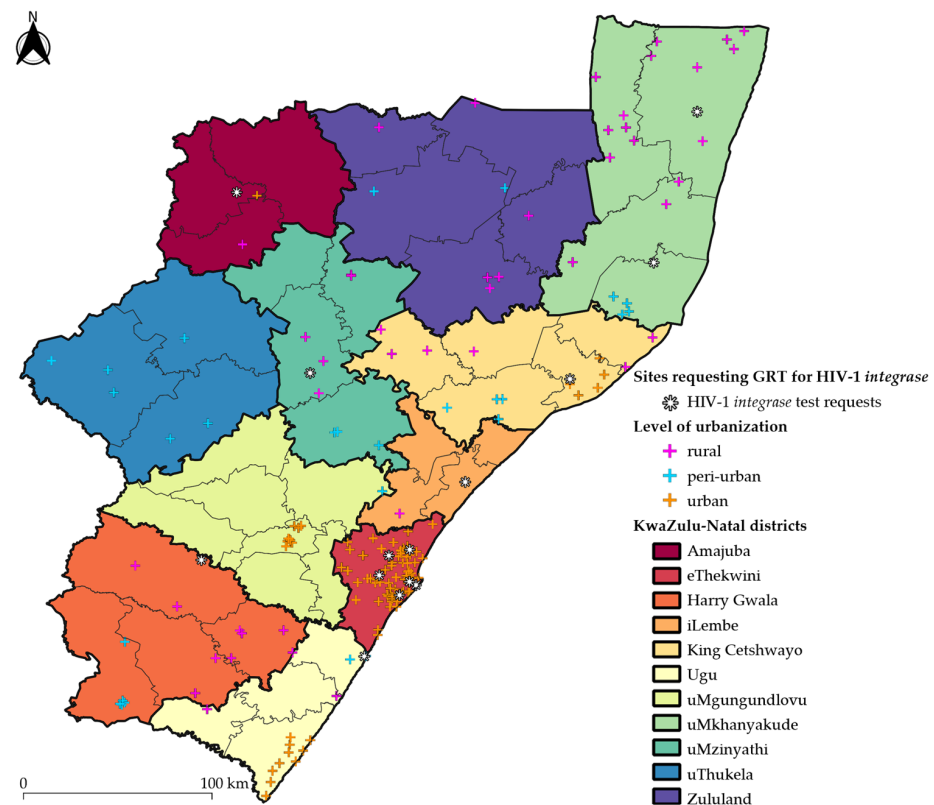 N
Sites requesting GRT for HIV-1 integrase
HIV-1 integrase test requests
Level of urbanization
rural
peri-urban
urban
KwaZulu-Natal districts
Amajuba
eThekwini
Harry Gwala
iLembe
King Cetshwayo
Ugu
uMgungundlovu
uMkhanyakude
uMzinyathi
uThukela
Zululand
0 100 km